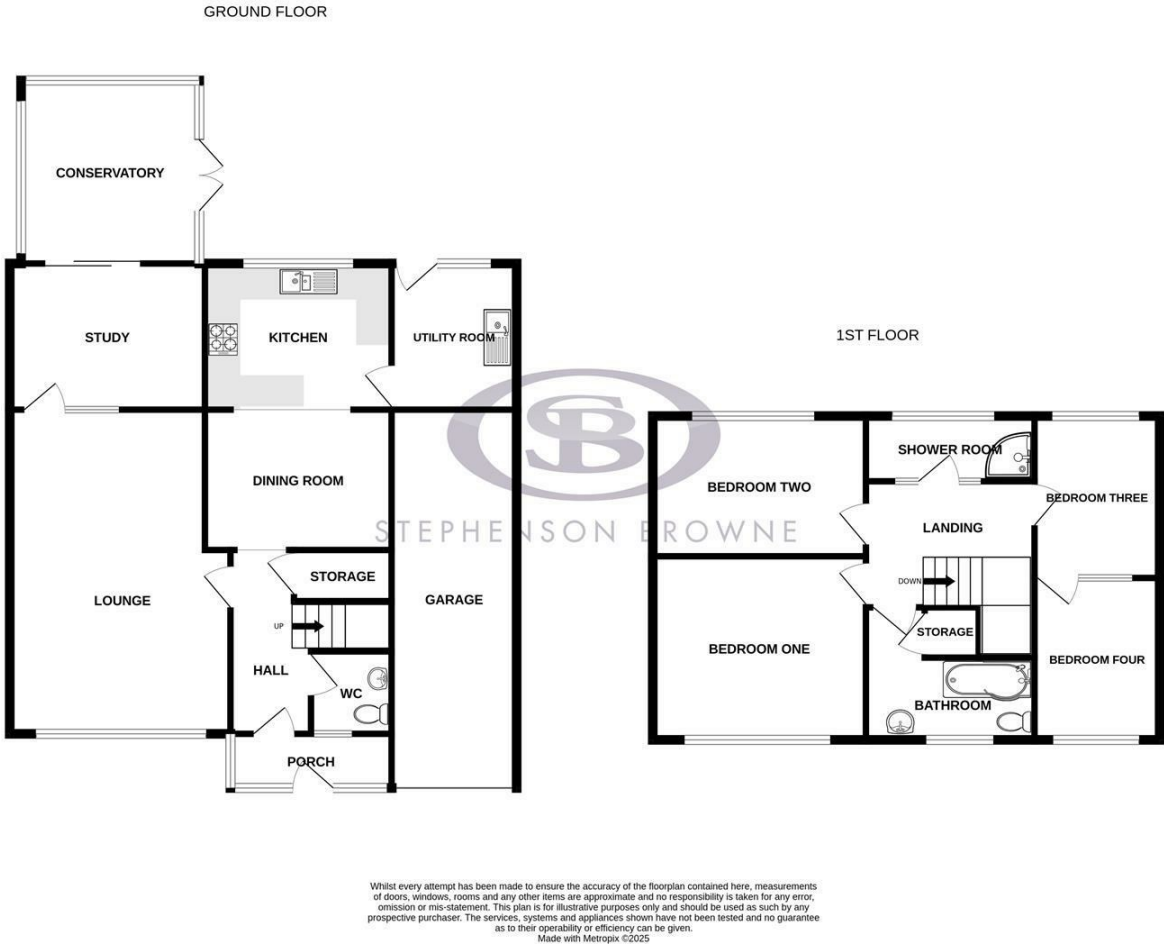 GROUND FLOOR
CONSERVATORY
STUDY
KITCHEN
UTILITY ROOM
DINING ROOM
STORAGE
LOUNGE
GARAGE
UP
HALL
WC
PORCH
1ST FLOOR
SHOWER ROOM
BEDROOM TWO
BEDROOM THREE
LANDING
DOWN
STORAGE
BEDROOM ONE
BEDROOM FOUR
BATHROOM
SB
STEPHENSON BROWNE
Whilst every attempt has been made to ensure the accuracy of the floorplan contained here, measurements
of doors, windows, rooms and any other items are approximate and no responsibility is taken for any error,
omission or mis-statement. This plan is for illustrative purposes only and should be used as such by any
prospective purchaser. The services, systems and appliances shown have not been tested and no guarantee
as to their operability or efficiency can be given.
Made with Metropix ©2025